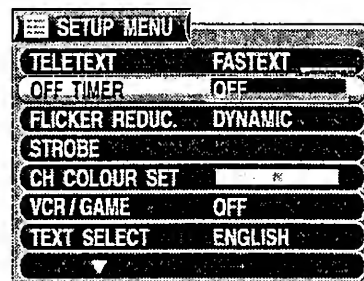 SETUP MENU
TELETEXT FASTEXT
OFF TIMER OFF
FLICKER REDUC. DYNAMIC
STROBE
CH COLOUR SET
VCR/GAME OFF
TEXT SELECT ENGLISH